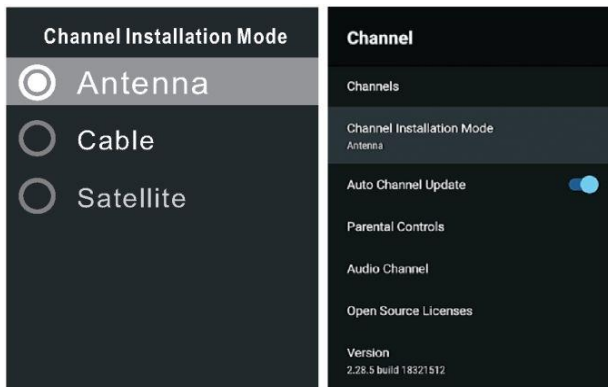 Channel Installation Mode
Antenna
Cable
Satellite
Channel
Channels
Channel Installation Mode
Antenna
Auto Channel Update
Parental Controls
Audio Channel
Open Source Licenses
Version
2.28.5 build 18321512